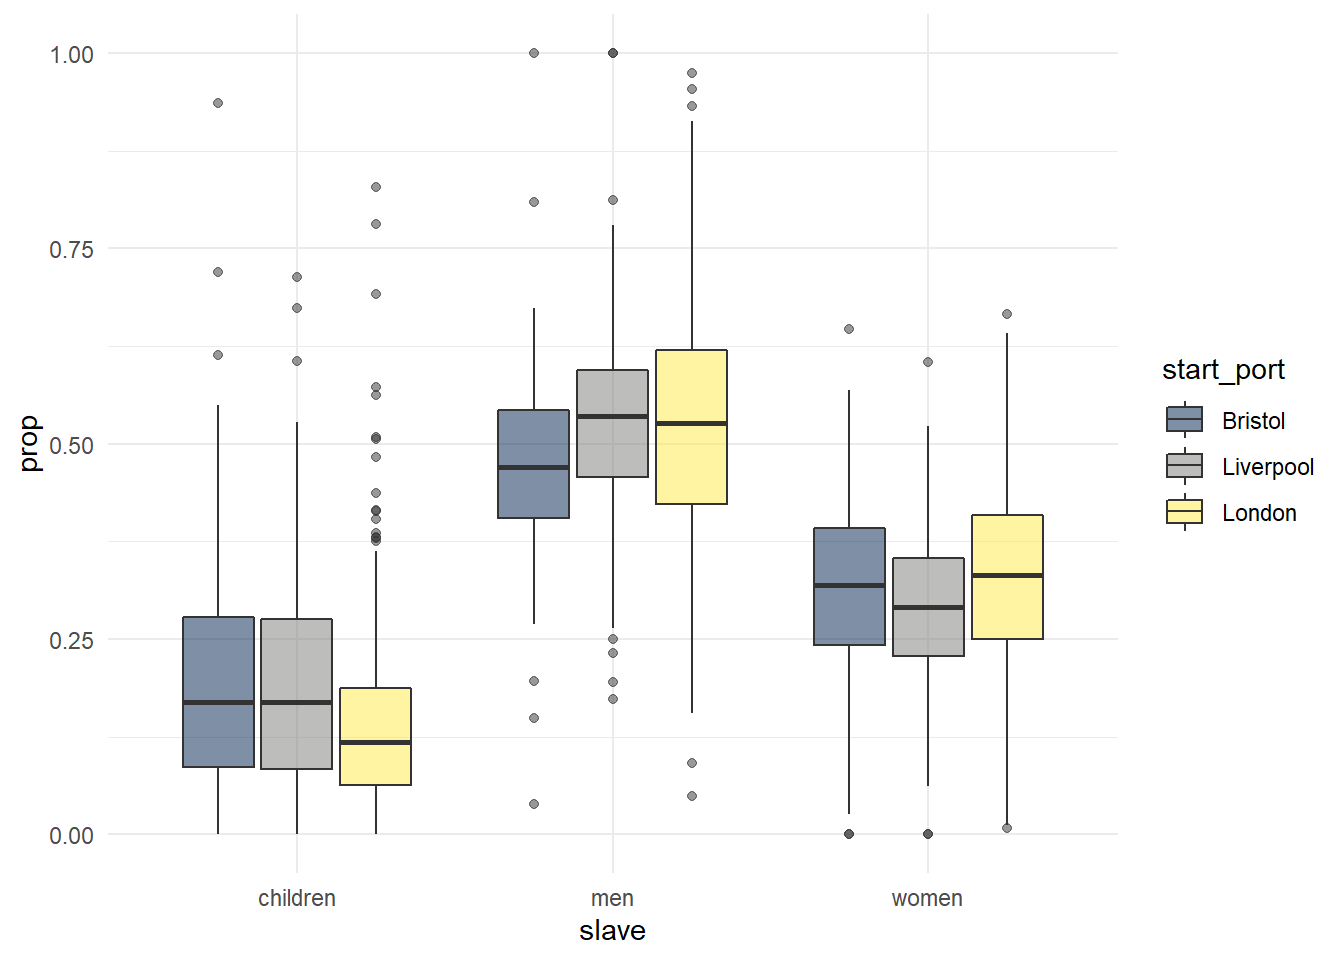 1.00
0.75
0.50
0.25
0.00
prop
children
men
women
slave
start_port
Bristol
Liverpool
London